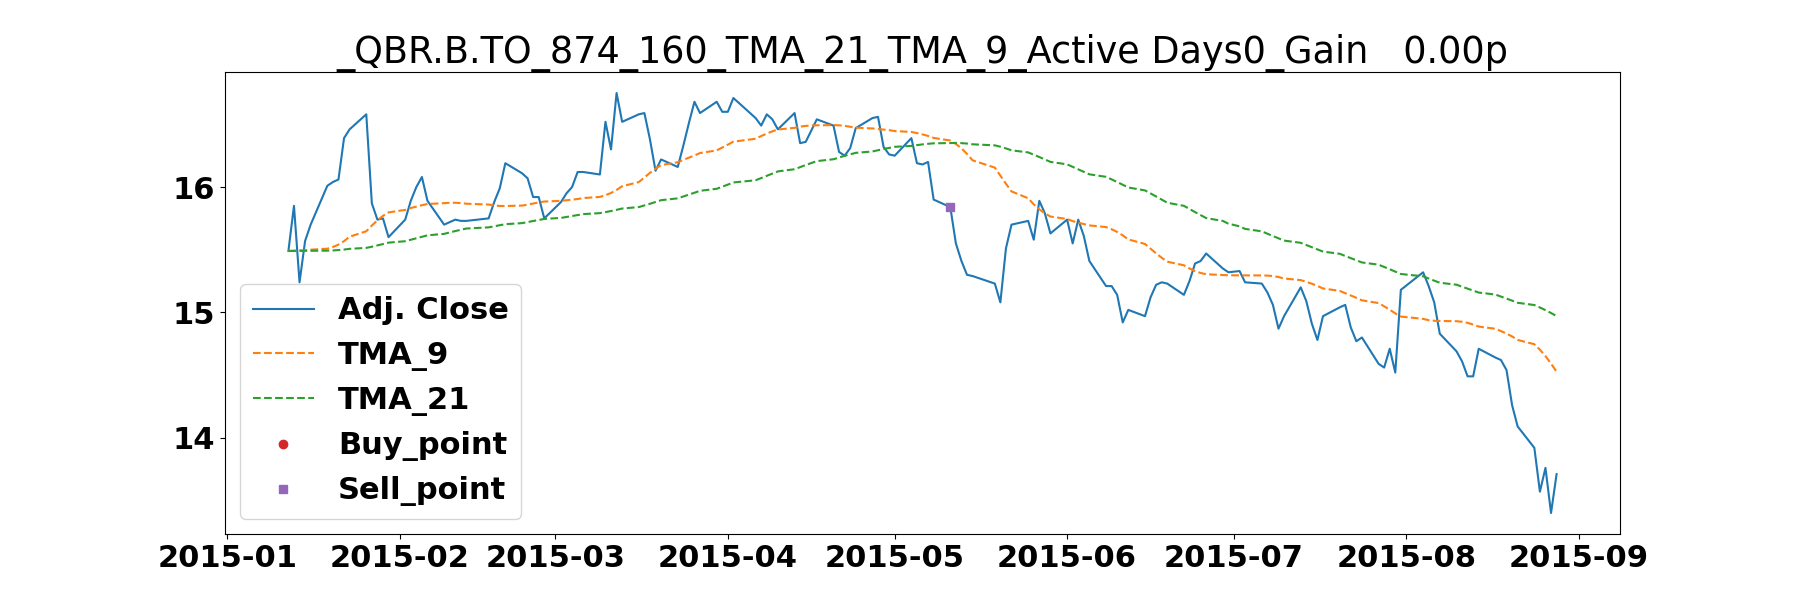 _QBR.B.TO_874_160_TMA_21_TMA_9_Active Days0_Gain   0.00p
16
15
14
Adj. Close
TMA_9
TMA_21
Buy_point
Sell_point
2015-01 2015-02 2015-03 2015-04 2015-05 2015-06 2015-07 2015-08 2015-09